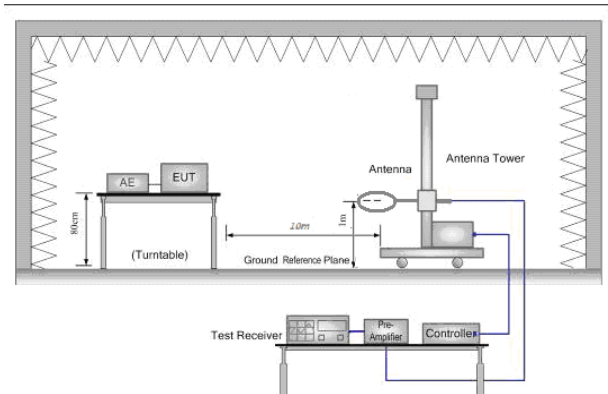 Antenna Tower
Antenna
AE
EUT
80cm
(Turntable)
10m
1m
Ground Reference Plane
Test Receiver
Pre-
Amplifier
Controller